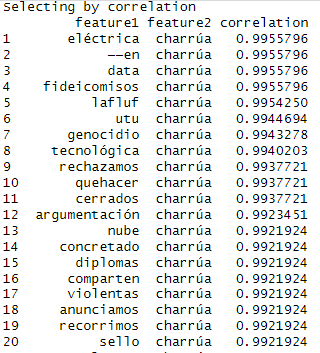 Selecting by correlation
feature1 feature2 correlation
1 eléctrica charrúa 0.9955796
2 ——en charrúa 0.9955796
3 data charrúa 0.9955796
4 fideicomisos charrúa 0.9955796
5 lafluf charrúa 0.9954250
6 utu charrúa 0.9944694
7 genocidio charrúa 0.9943278
8 tecnológica charrúa 0.9940203
9 rechazamos charrúa 0.9937721
10 quehacer charrúa 0.9937721
11 cerrados charrúa 0.9937721
12 argumentación charrúa 0.9923451
13 nube charrúa 0.9921924
14 concretado charrúa 0.9921924
15 diplomas charrúa 0.9921924
16 comparten charrúa 0.9921924
17 violentas charrúa 0.9921924
18 anunciamos charrúa 0.9921924
19 recorrimos charrúa 0.9921924
20 sello charrúa 0.9921924